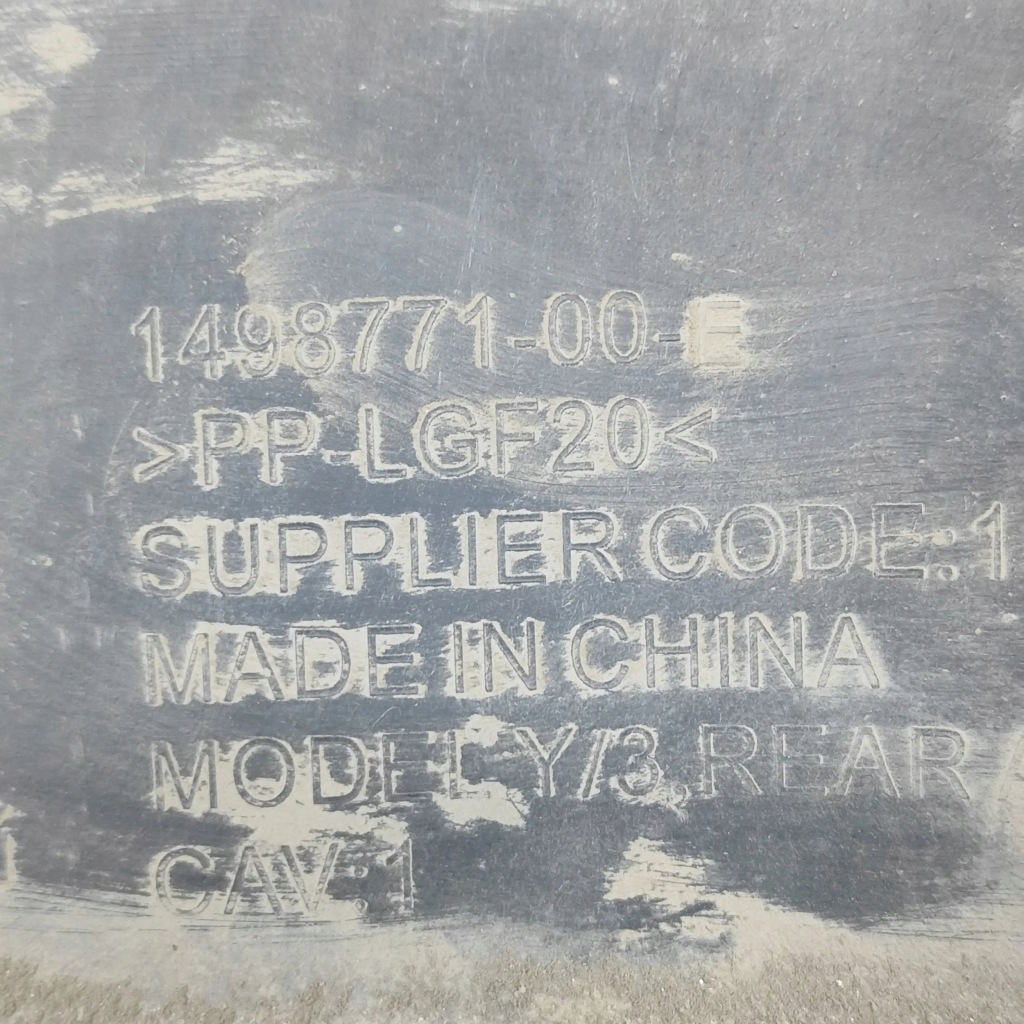 1498771-00-E
>PP-LGF20<
SUPPLIER CODE:1
MADE IN CHINA
MODEL Y/3,REAR
CAV:1